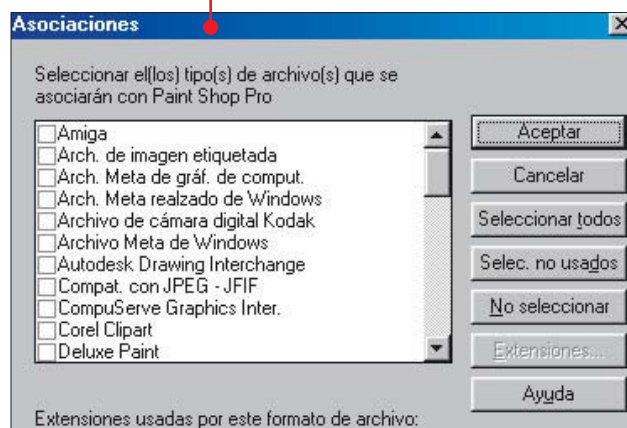 Asociaciones
Seleccionar el(los) tipo(s) de archivo(s) que se
asociarán con Paint Shop Pro
Amiga
Arch. de imagen etiquetada
Arch. Meta de gráf. de comput.
Arch. Meta realzado de Windows
Archivo de cámara digital Kodak
Archivo Meta de Windows
Autodesk Drawing Interchange
Compat. con JPEG - JFIF
CompuServe Graphics Inter.
Corel Clipart
Deluxe Paint
Aceptar
Cancelar
Seleccionar todos
Selec. no usados
No seleccionar
Extensiones...
Ayuda
Extensiones usadas por este formato de archivo: